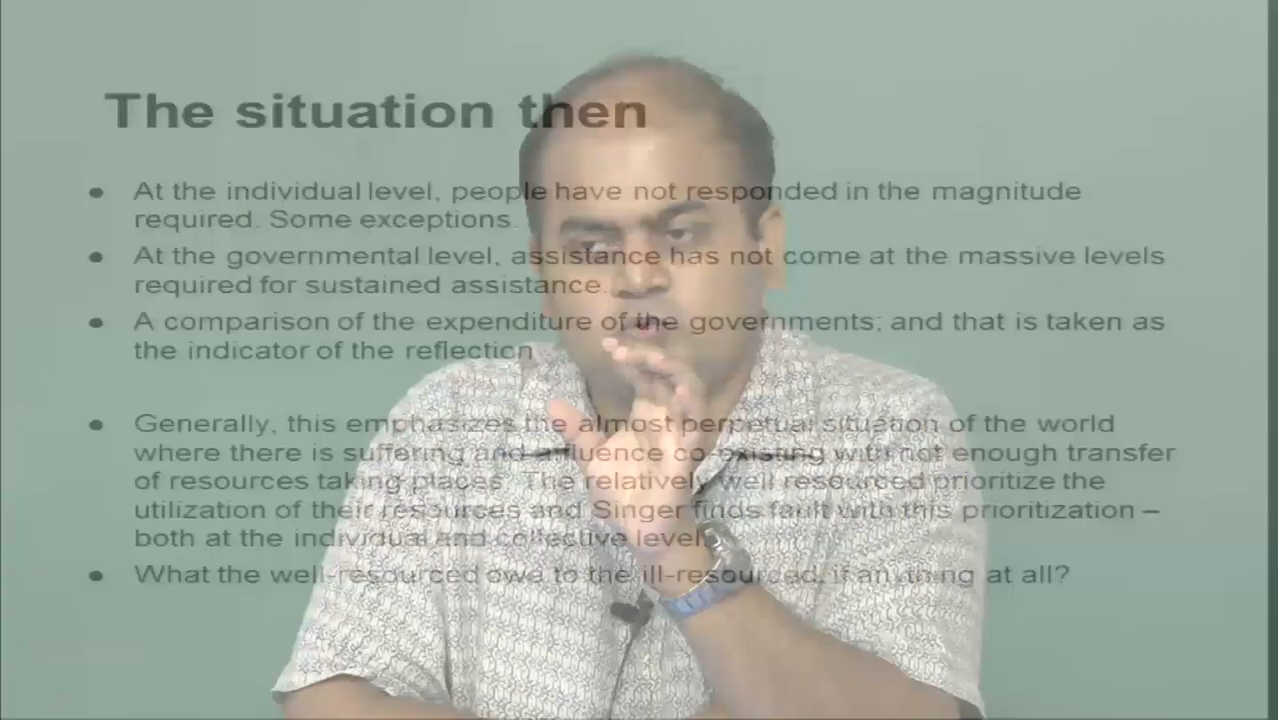 The situation then
• At the individual level, people have not responded in the magnitude
required. Some exceptions.
• At the governmental level, assistance has not come at the massive levels
required for sustained assistance.
• A comparison of the expenditure of the governments; and that is taken as
the indicator of the reflection
• Generally, this emphasizes the almost perpetual situation of the world
where there is suffering and affluence co-existing with not enough transfer
of resources taking places. The relatively well resourced prioritize the
utilization of their resources and Singer finds fault with this prioritization –
both at the individual and collective level.
• What the well-resourced owe to the ill-resourced, if anything at all?